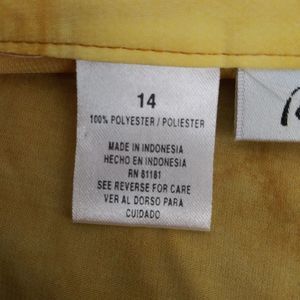 14
100% POLYESTER / POLIESTER
MADE IN INDONESIA
HECHO EN INDONESIA
RN 81181
SEE REVERSE FOR CARE
VER AL DORSO PARA
CUIDADO